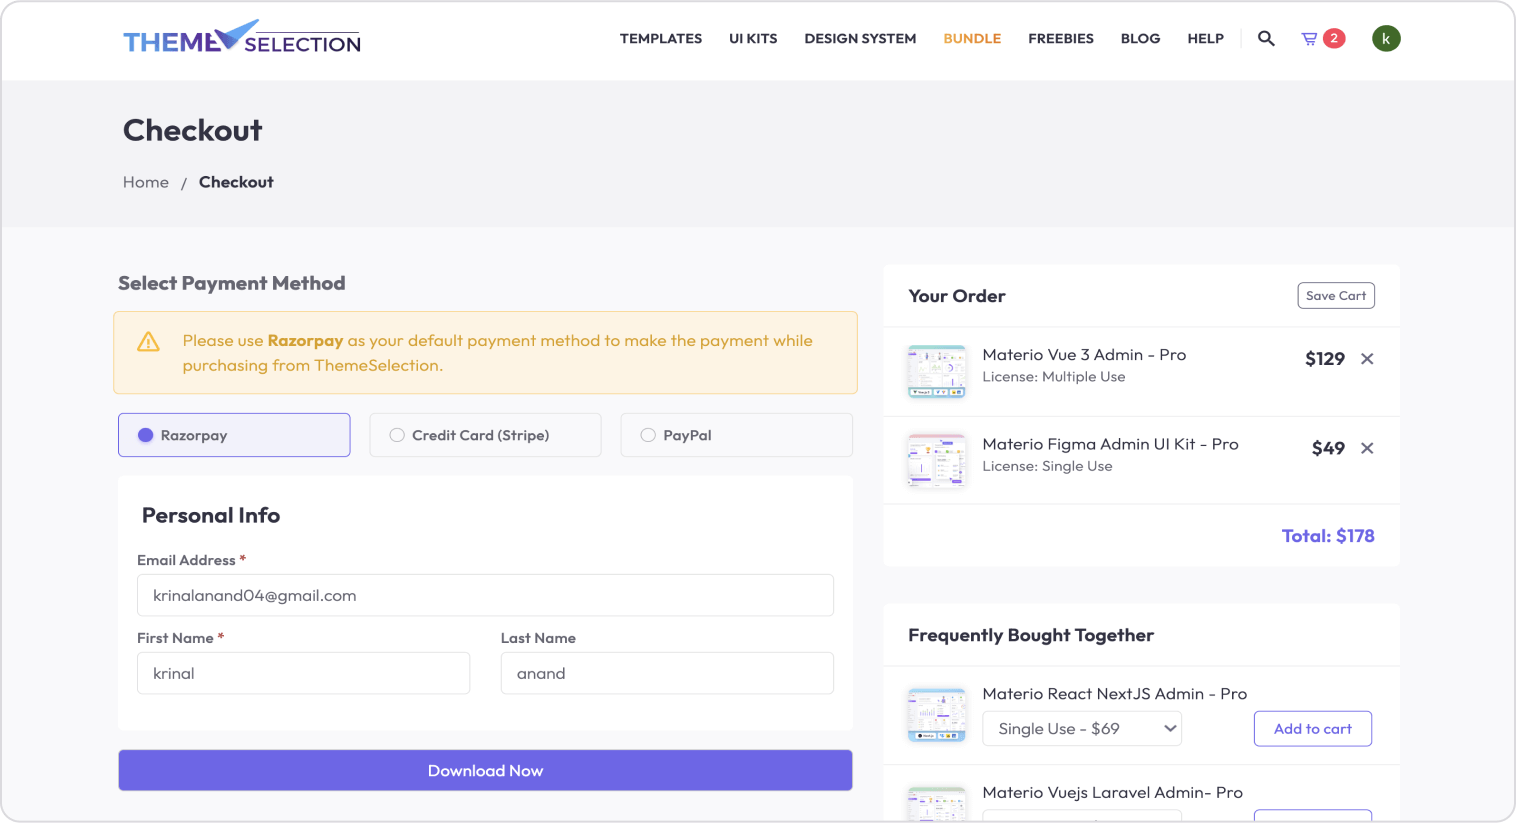 THEMESELECTION
TEMPLATES UI KITS DESIGN SYSTEM BUNDLE FREEBIES BLOG HELP 2 k
Checkout
Home / Checkout
Select Payment Method
Please use Razorpay as your default payment method to make the payment while
purchasing from ThemeSelection.
Razorpay
Credit Card (Stripe)
PayPal
Personal Info
Email Address *
krinalanand04@gmail.com
First Name *
krinal
Last Name
anand
Download Now
Your Order
Save Cart
Materio Vue 3 Admin - Pro
License: Multiple Use
$129
Materio Figma Admin UI Kit - Pro
License: Single Use
$49
Total: $178
Frequently Bought Together
Materio React NextJS Admin - Pro
Single Use - $69
Add to cart
Materio Vuejs Laravel Admin- Pro